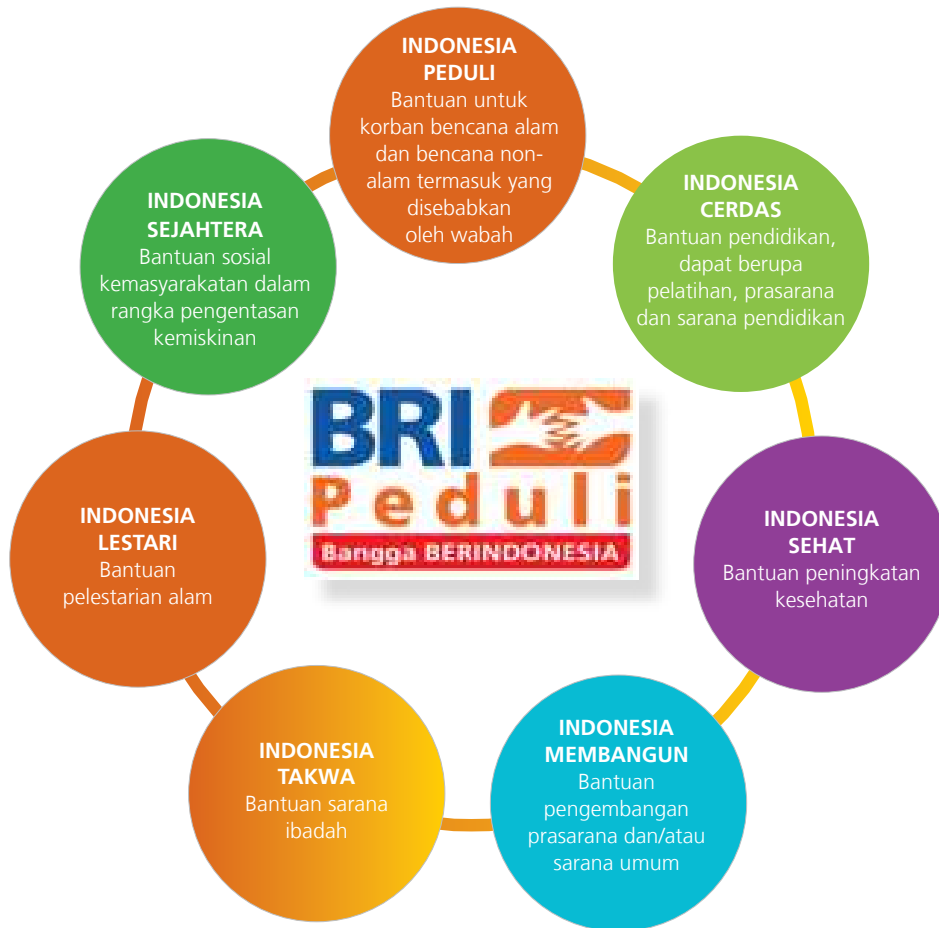 INDONESIA
PEDULI
Bantuan untuk
korban bencana alam
dan bencana non-
alam termasuk yang
disebabkan
oleh wabah
INDONESIA
CERDAS
Bantuan pendidikan,
dapat berupa
pelatihan, prasarana
dan sarana pendidikan
INDONESIA
SEHAT
Bantuan peningkatan
kesehatan
INDONESIA
MEMBANGUN
Bantuan
pengembangan
prasarana dan/atau
sarana umum
INDONESIA
TAKWA
Bantuan sarana
ibadah
INDONESIA
LESTARI
Bantuan
pelestarian alam
INDONESIA
SEJAHTERA
Bantuan sosial
kemasyarakatan dalam
rangka pengentasan
kemiskinan
BRI
Peduli
Bangga BERINDONESIA